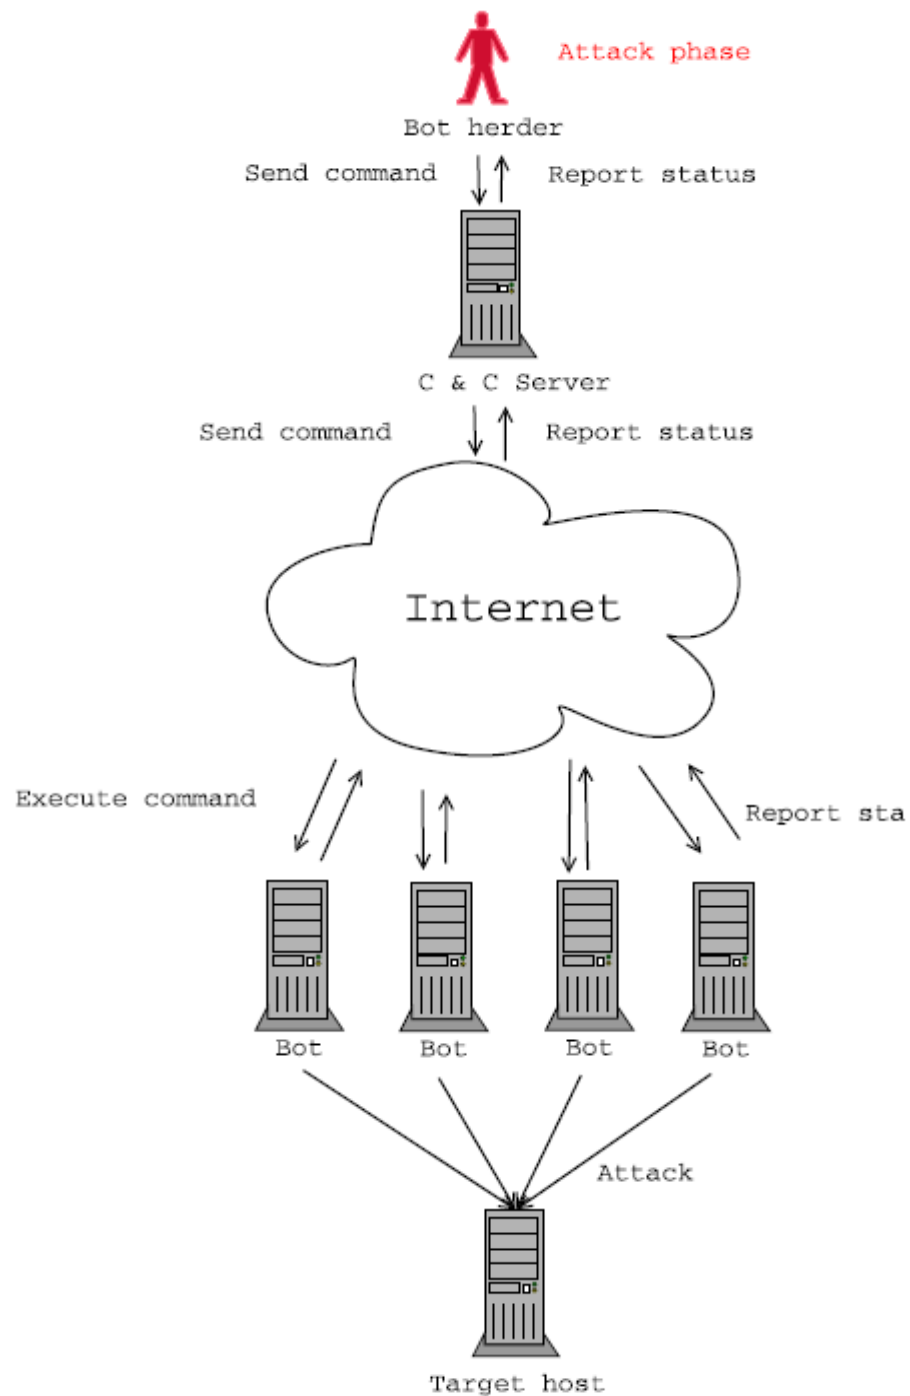 Attack phase
Bot herder
Send command
Report status
C & C Server
Send command
Report status
Internet
Execute command
Report sta
Bot
Bot
Bot
Bot
Attack
Target host